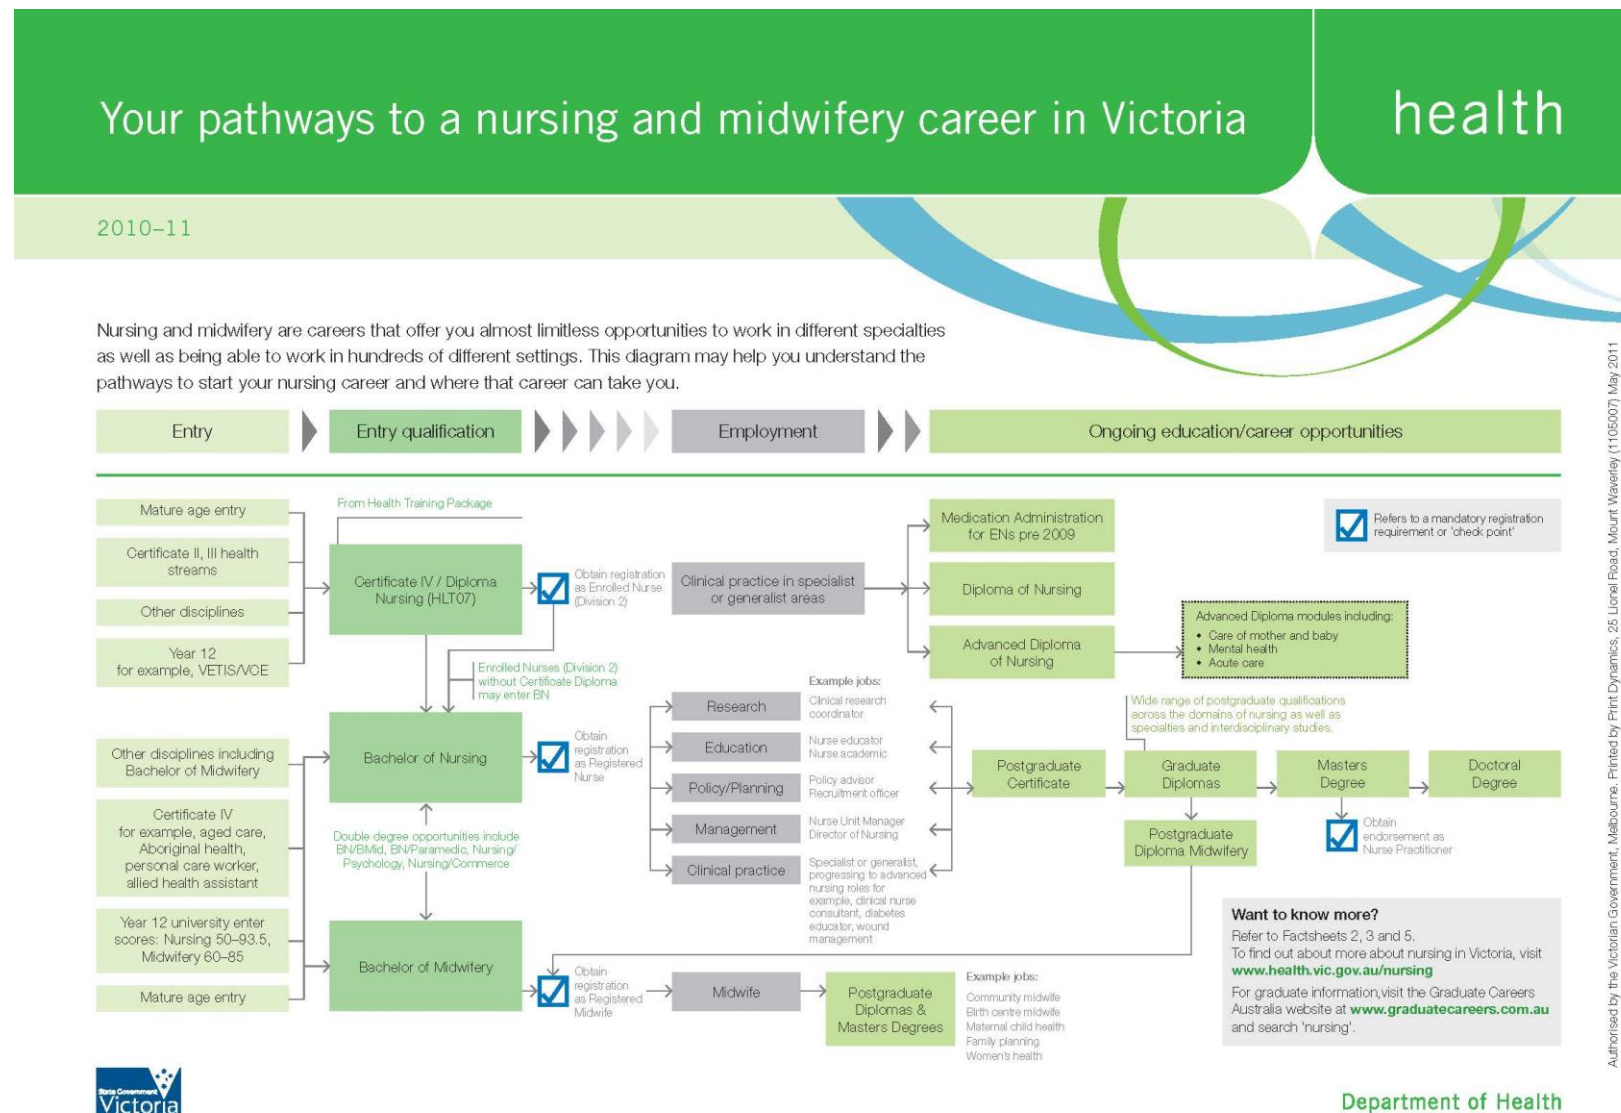 Your pathways to a nursing and midwifery career in Victoria
health
2010–11
Nursing and midwifery are careers that offer you almost limitless opportunities to work in different specialties
as well as being able to work in hundreds of different settings. This diagram may help you understand the
pathways to start your nursing career and where that career can take you.
Entry
Entry qualification
Employment
Ongoing education/career opportunities
Mature age entry
Certificate II, III health
streams
Other disciplines
Year 12
for example, VETIS/VCE
From Health Training Package
Certificate IV / Diploma
Nursing (HLT07)
Obtain registration
as Enrolled Nurse
(Division 2)
Clinical practice in specialist
or generalist areas
Medication Administration
for ENs pre 2009
Diploma of Nursing
Advanced Diploma
of Nursing
Refers to a mandatory registration
requirement or 'check point'
Advanced Diploma modules including:
• Care of mother and baby
• Mental health
• Acute care
Enrolled Nurses (Division 2)
without Certificate Diploma
may enter BN
Other disciplines including
Bachelor of Midwifery
Certificate IV
for example, aged care,
Aboriginal health,
personal care worker,
allied health assistant
Year 12 university enter
scores: Nursing 50–93.5,
Midwifery 60–85
Mature age entry
Bachelor of Nursing
Obtain
registration
as Registered
Nurse
Double degree opportunities include
BN/BMid, BN/Paramedic, Nursing/
Psychology, Nursing/Commerce
Bachelor of Midwifery
Obtain
registration
as Registered
Midwife
Example jobs:
Research
Clinical research
coordinator
Education
Nurse educator
Nurse academic
Policy/Planning
Policy advisor
Recruitment officer
Management
Nurse Unit Manager
Director of Nursing
Clinical practice
Specialist or generalist,
progressing to advanced
nursing roles for
example, clinical nurse
consultant, diabetes
educator, wound
management
Wide range of postgraduate qualifications
across the domains of nursing as well as
specialties and interdisciplinary studies.
Postgraduate
Certificate
Graduate
Diplomas
Masters
Degree
Doctoral
Degree
Postgraduate
Diploma Midwifery
Obtain
endorsement as
Nurse Practitioner
Midwife
Postgraduate
Diplomas &
Masters Degrees
Example jobs:
Community midwife
Birth centre midwife
Maternal child health
Family planning
Women's health
Want to know more?
Refer to Factsheets 2, 3 and 5.
To find out about more about nursing in Victoria, visit
www.health.vic.gov.au/nursing
For graduate information,visit the Graduate Careers
Australia website at www.graduatecareers.com.au
and search 'nursing'.
Authorised by the Victorian Government, Melbourne. Printed by Print Dynamics, 25 Lionel Road, Mount Waverley (1105007) May 2011
State Government
Victoria
Department of Health